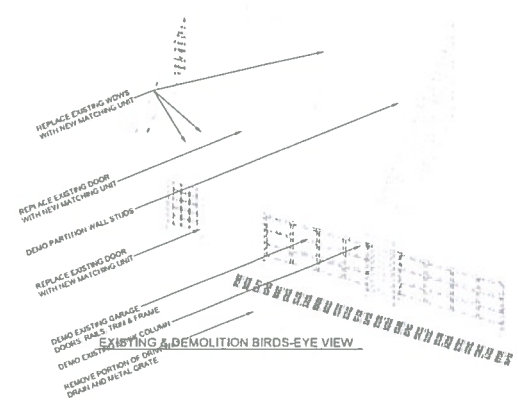 REPLACE EXISTING WDWS
WITH NEW MATCHING UNIT
REPLACE EXISTING DOOR
WITH NEW MATCHING UNIT
DEMO PARTITION WALL STUDS
REPLACE EXISTING DOOR
WITH NEW MATCHING UNIT
DEMO EXISTING GARAGE
DOORS, RAILS, TRIM & FRAME
DEMO EXISTING COLUMN
REMOVE PORTION OF
DRAIN AND METAL GRATE
EXISTING & DEMOLITION BIRDS-EYE VIEW